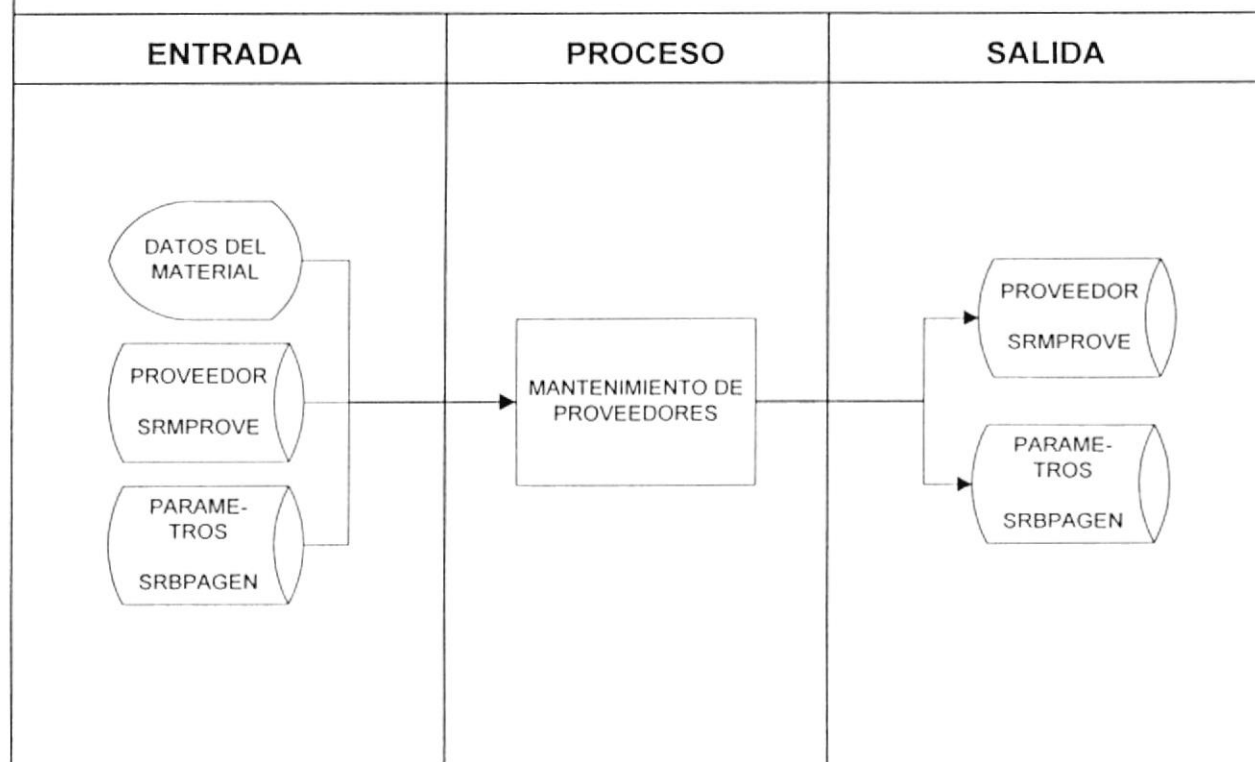 ENTRADA
PROCESO
SALIDA
DATOS DEL
MATERIAL
PROVEEDOR
SRMPROVE
PARAME-
TROS
SRBPAGEN
MANTENIMIENTO DE
PROVEEDORES
PROVEEDOR
SRMPROVE
PARAME-
TROS
SRBPAGEN